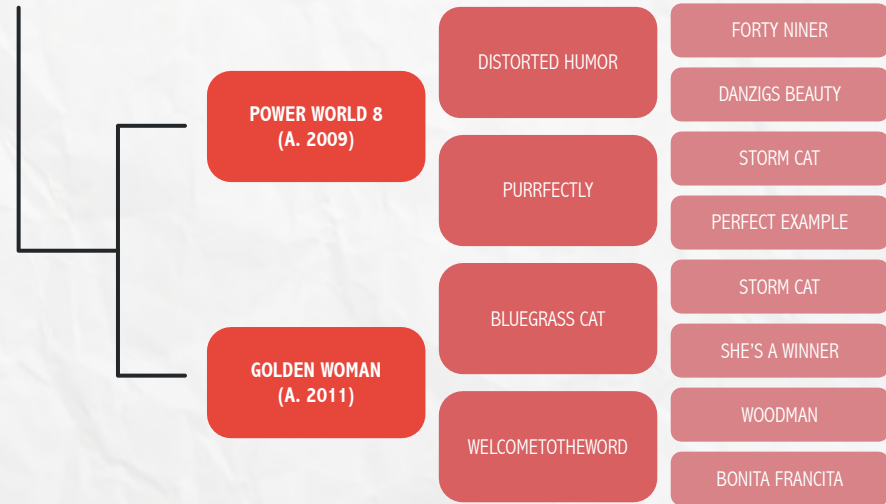 POWER WORLD 8
(A. 2009)
GOLDEN WOMAN
(A. 2011)
DISTORTED HUMOR
PURRFECTLY
BLUEGRASS CAT
WELCOMETOTHEWORD
FORTY NINER
DANZIGS BEAUTY
STORM CAT
PERFECT EXAMPLE
STORM CAT
SHE'S A WINNER
WOODMAN
BONITA FRANCITA